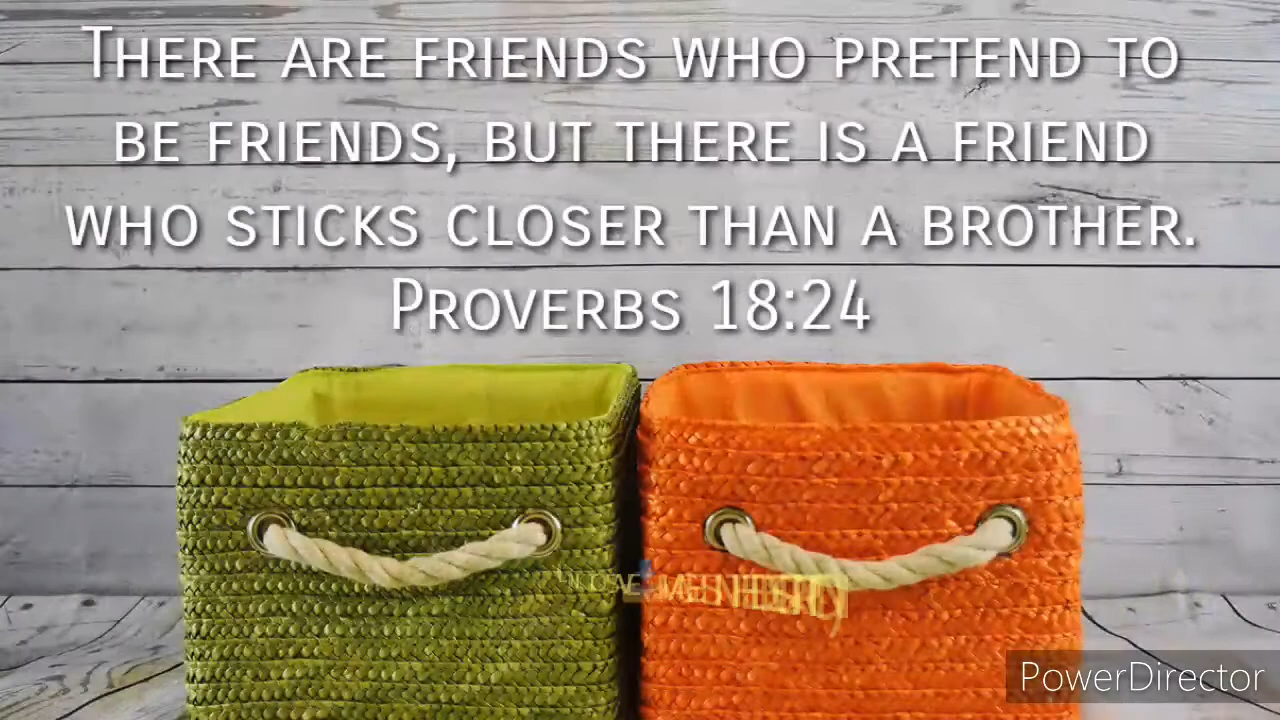 There are friends who pretend to
be friends, but there is a friend
who sticks closer than a brother.
Proverbs 18:24
PowerDirector